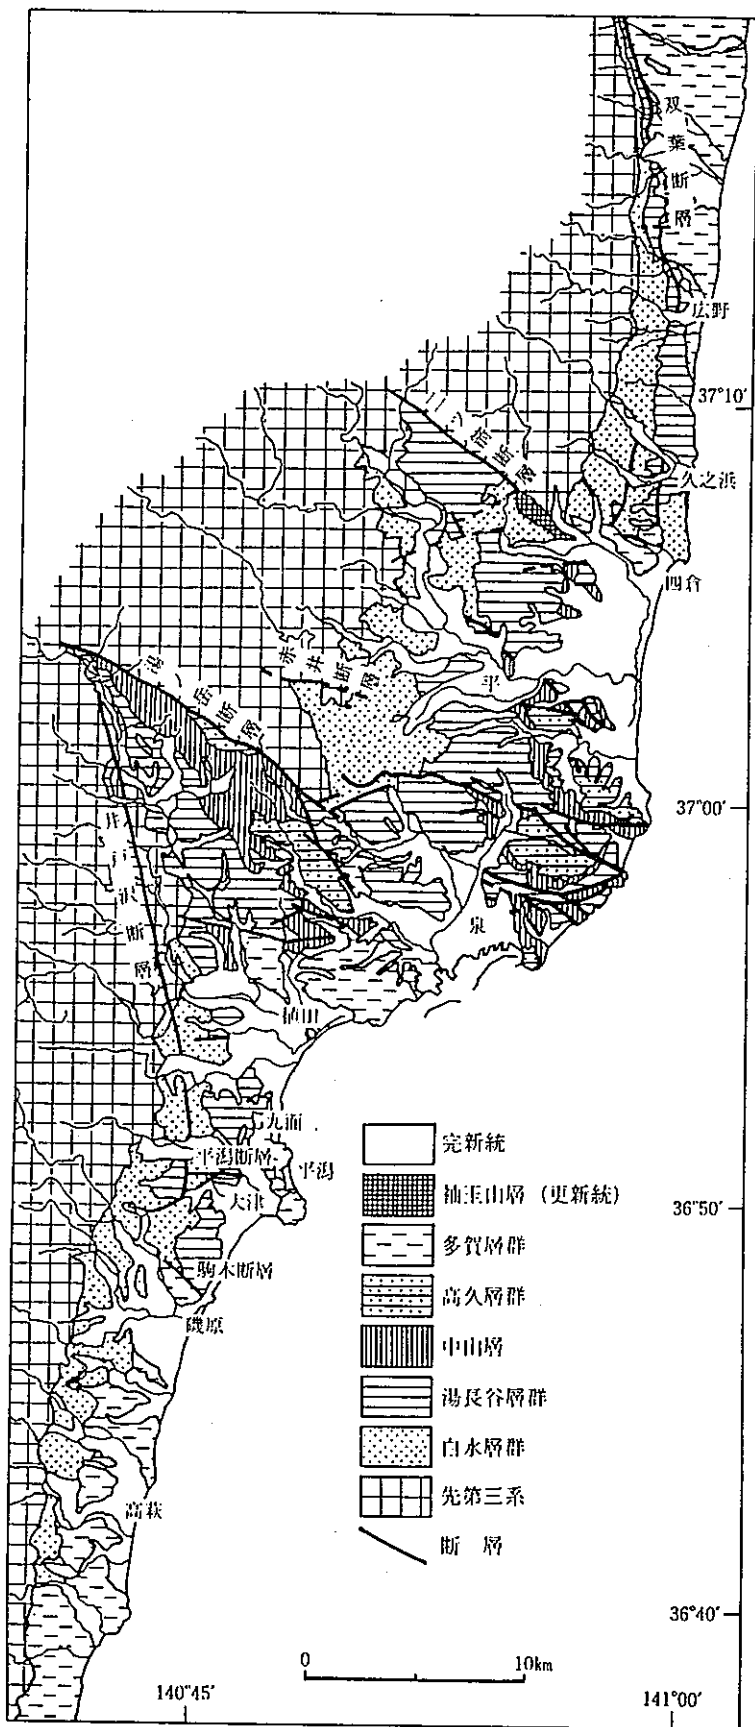 双葉断層
広野
37°10′
二ツ箭断層
久之浜
四倉
赤井断層
平
湯ノ岳断層
37°00′
井戸沢断層
泉
植田
九面
平潟断層
平潟
大津
36°50′
駒木断層
磯原
高萩
完新統
袖玉山層 (更新統)
多賀層群
高久層群
中山層
湯長谷層群
白水層群
先第三系
断 層
36°40′
0 10km
140°45′ 141°00′